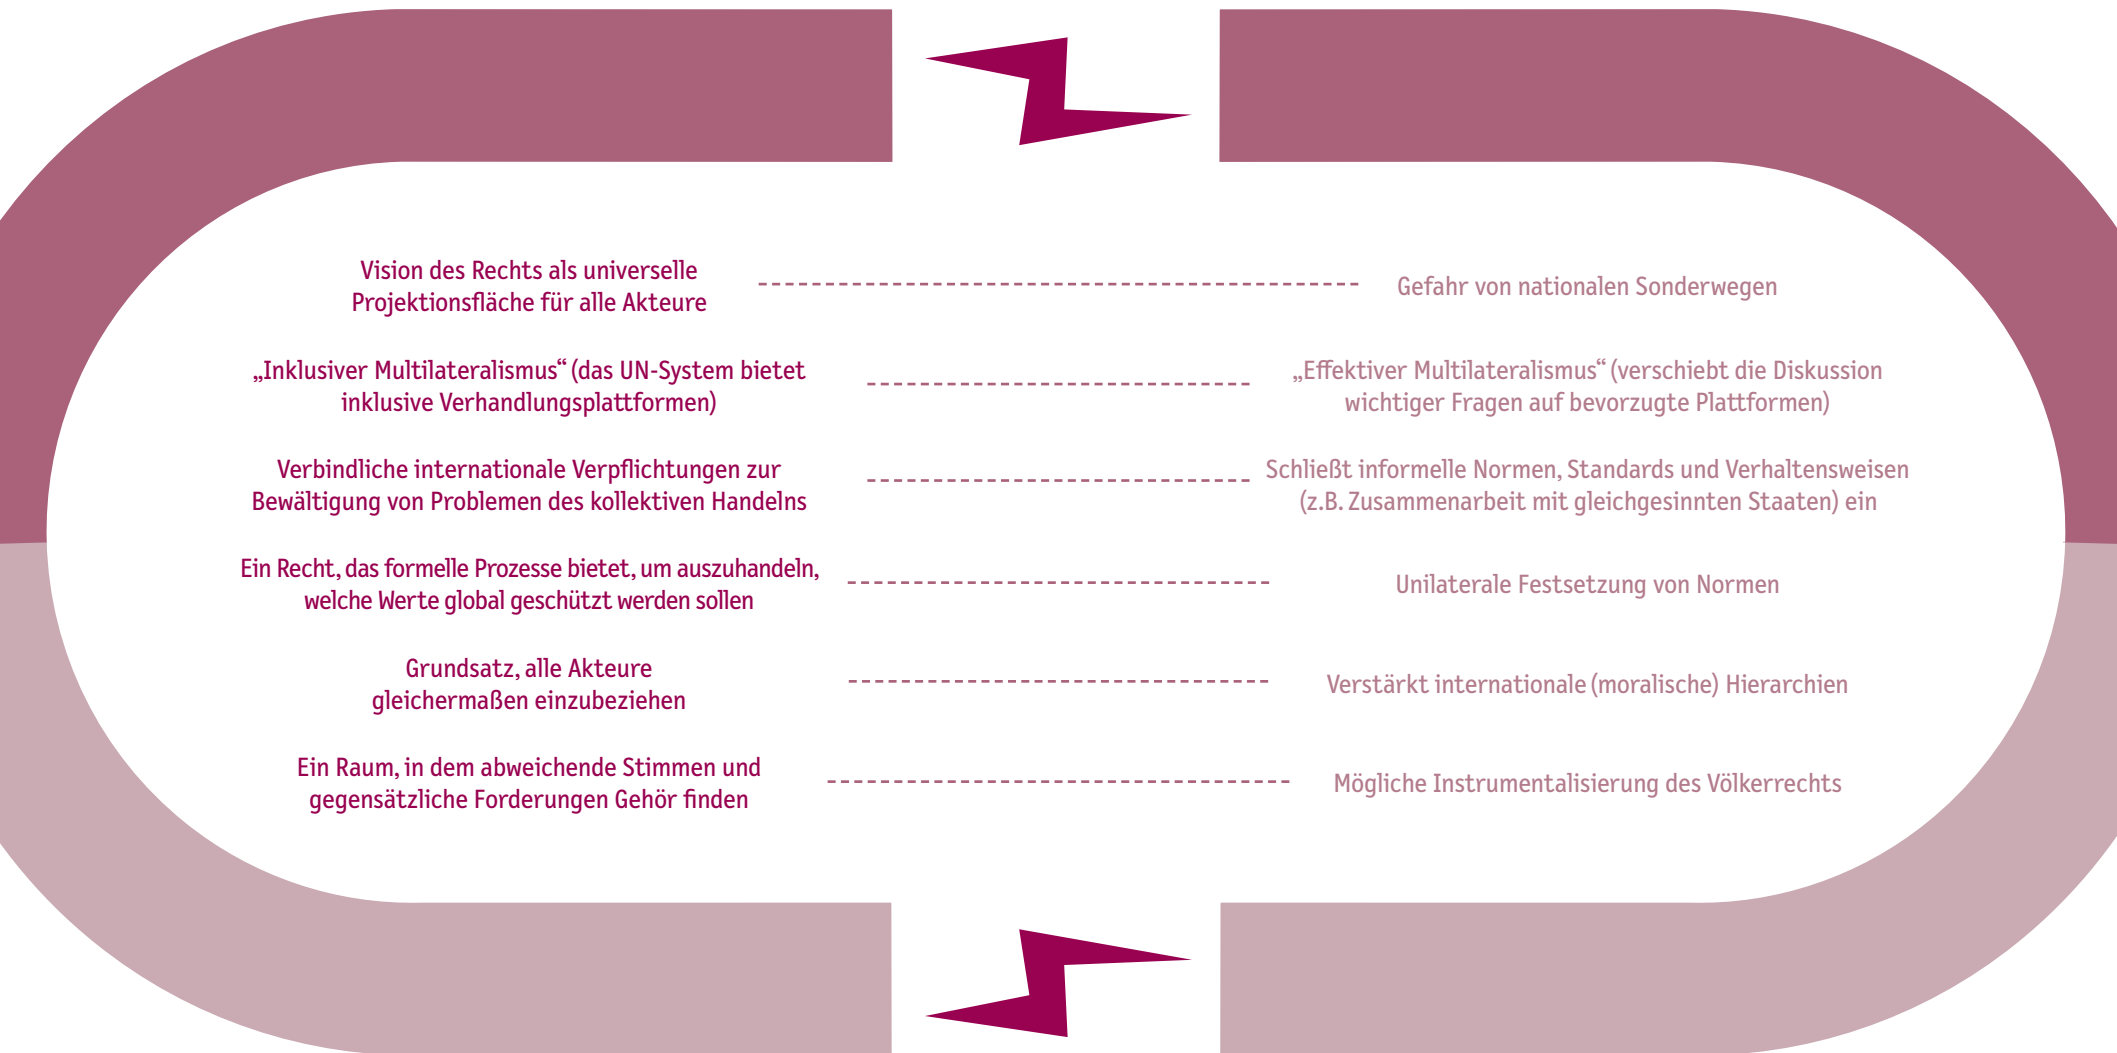 Vision des Rechts als universelle
Projektionsfläche für alle Akteure
Gefahr von nationalen Sonderwegen
„Inklusiver Multilateralismus“ (das UN-System bietet
inklusive Verhandlungsplattformen)
„Effektiver Multilateralismus“ (verschiebt die Diskussion
wichtiger Fragen auf bevorzugte Plattformen)
Verbindliche internationale Verpflichtungen zur
Bewältigung von Problemen des kollektiven Handelns
Schließt informelle Normen, Standards und Verhaltensweisen
(z.B. Zusammenarbeit mit gleichgesinnten Staaten) ein
Ein Recht, das formelle Prozesse bietet, um auszuhandeln,
welche Werte global geschützt werden sollen
Unilaterale Festsetzung von Normen
Grundsatz, alle Akteure
gleichermaßen einzubeziehen
Verstärkt internationale (moralische) Hierarchien
Ein Raum, in dem abweichende Stimmen und
gegensätzliche Forderungen Gehör finden
Mögliche Instrumentalisierung des Völkerrechts